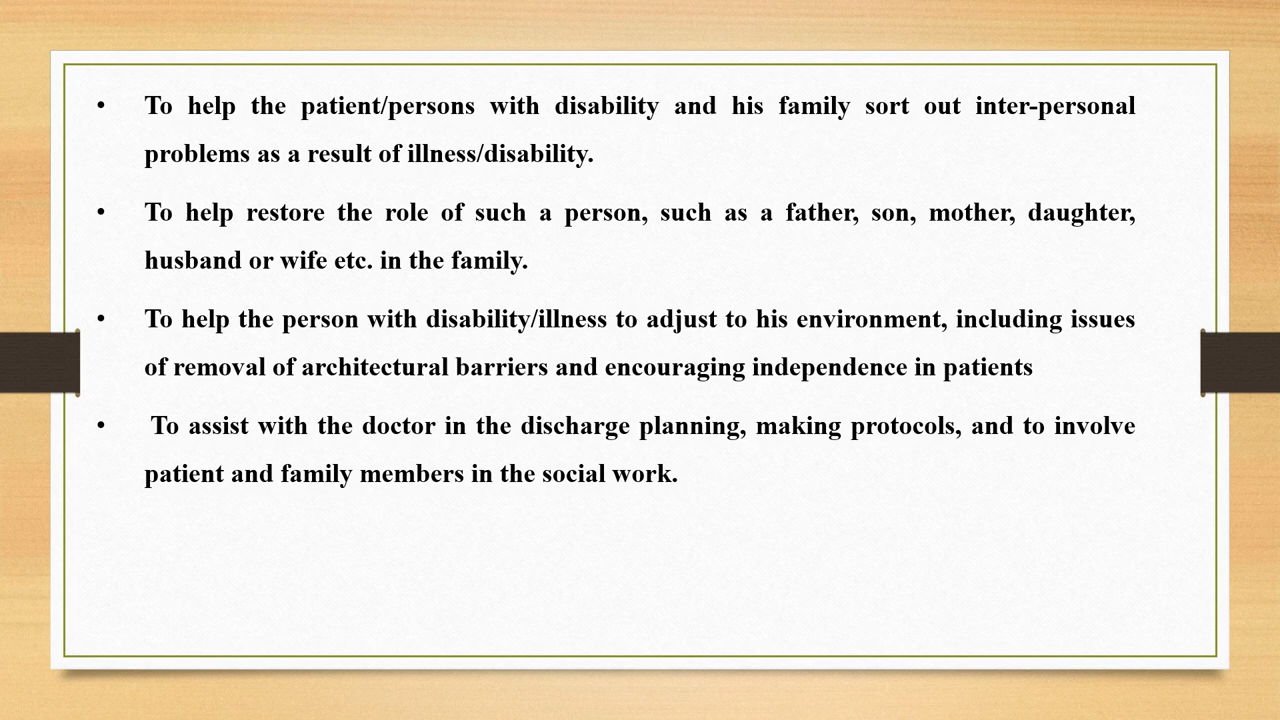 • To help the patient/persons with disability and his family sort out inter-personal
problems as a result of illness/disability.
• To help restore the role of such a person, such as a father, son, mother, daughter,
husband or wife etc. in the family.
• To help the person with disability/illness to adjust to his environment, including issues
of removal of architectural barriers and encouraging independence in patients
• To assist with the doctor in the discharge planning, making protocols, and to involve
patient and family members in the social work.